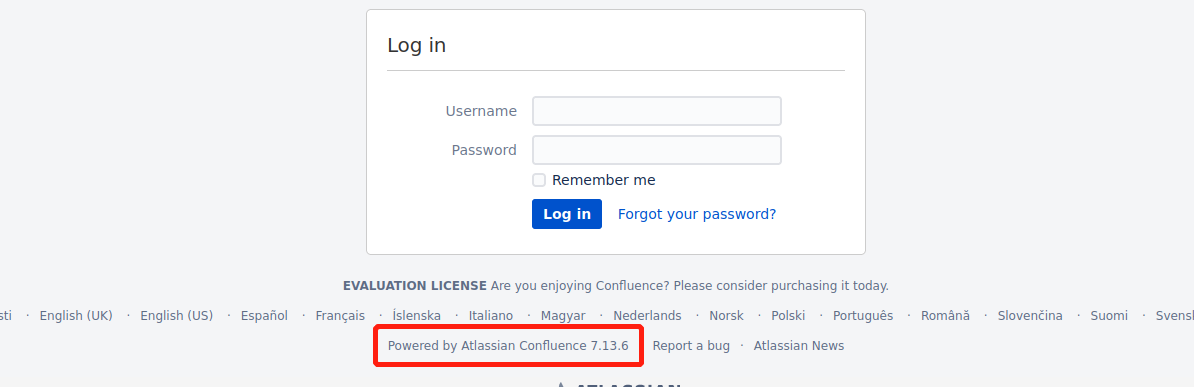 Log in
Username
Password
Remember me
Log in Forgot your password?
EVALUATION LICENSE Are you enjoying Confluence? Please consider purchasing it today.
sti · English (UK) · English (US) · Español · Français · Íslenska · Italiano · Magyar · Nederlands · Norsk · Polski · Português · Română · Slovenčina · Suomi · Svensk
Powered by Atlassian Confluence 7.13.6 Report a bug · Atlassian News
ATLASSIAN